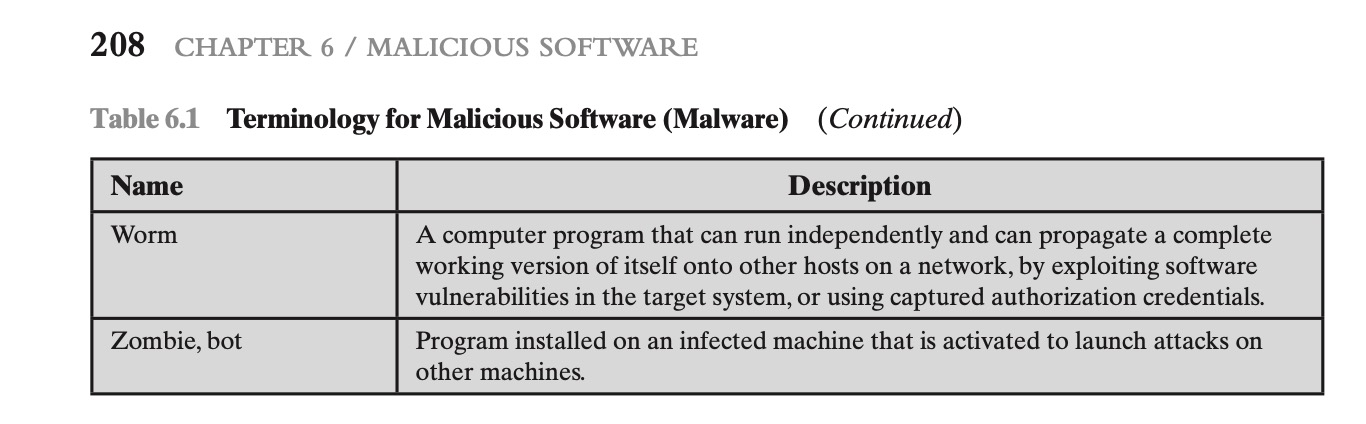 208 CHAPTER 6 / MALICIOUS SOFTWARE
Table 6.1 Terminology for Malicious Software (Malware) (Continued)
Name Description
Worm A computer program that can run independently and can propagate a complete
working version of itself onto other hosts on a network, by exploiting software
vulnerabilities in the target system, or using captured authorization credentials.
Zombie, bot Program installed on an infected machine that is activated to launch attacks on
other machines.